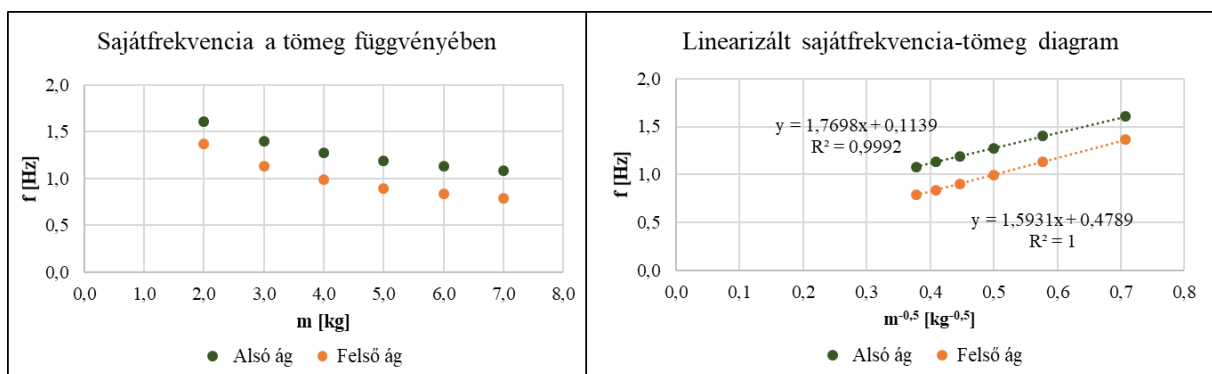 Sajátfrekvencia a tömeg függvényében
2,0
1,5
1,0
0,5
0,0
f [Hz]
0,0 1,0 2,0 3,0 4,0 5,0 6,0 7,0 8,0
m [kg]
Alsó ág Felső ág
Linearizált sajátfrekvencia-tömeg diagram
2,0
1,5
1,0
0,5
0,0
f [Hz]
y = 1,7698x + 0,1139
R² = 0,9992
y = 1,5931x + 0,4789
R² = 1
0,0 0,1 0,2 0,3 0,4 0,5 0,6 0,7 0,8
m⁻⁰,⁵ [kg⁻⁰,⁵]
Alsó ág Felső ág